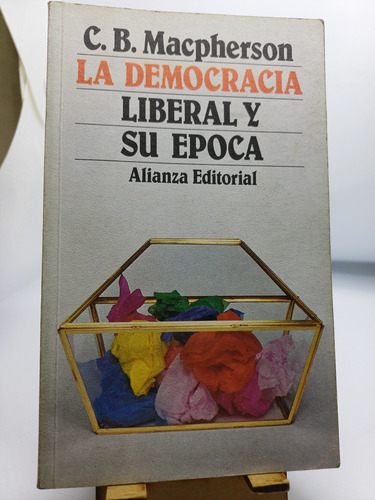 C. B. Macpherson
LA DEMOCRACIA
LIBERAL Y
SU EPOCA
Alianza Editorial